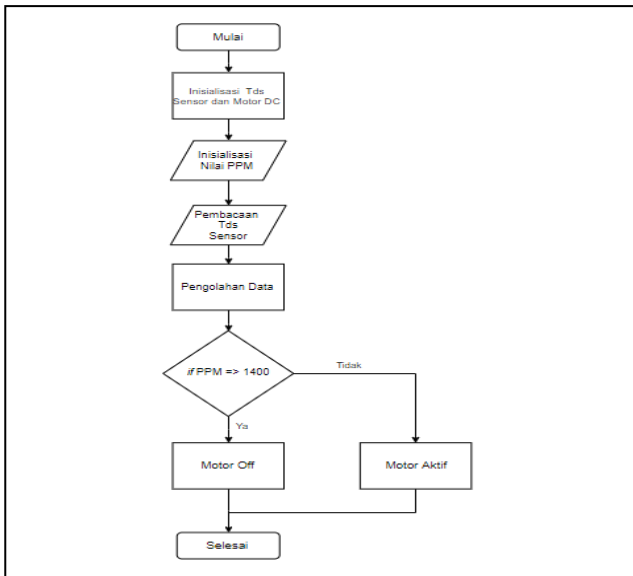 Mulai
Inisialisasi Tds
Sensor dan Motor DC
Inisialisasi
Nilai PPM
Pembacaan
Tds
Sensor
Pengolahan Data
if PPM => 1400
Tidak
Ya
Motor Off
Motor Aktif
Selesai